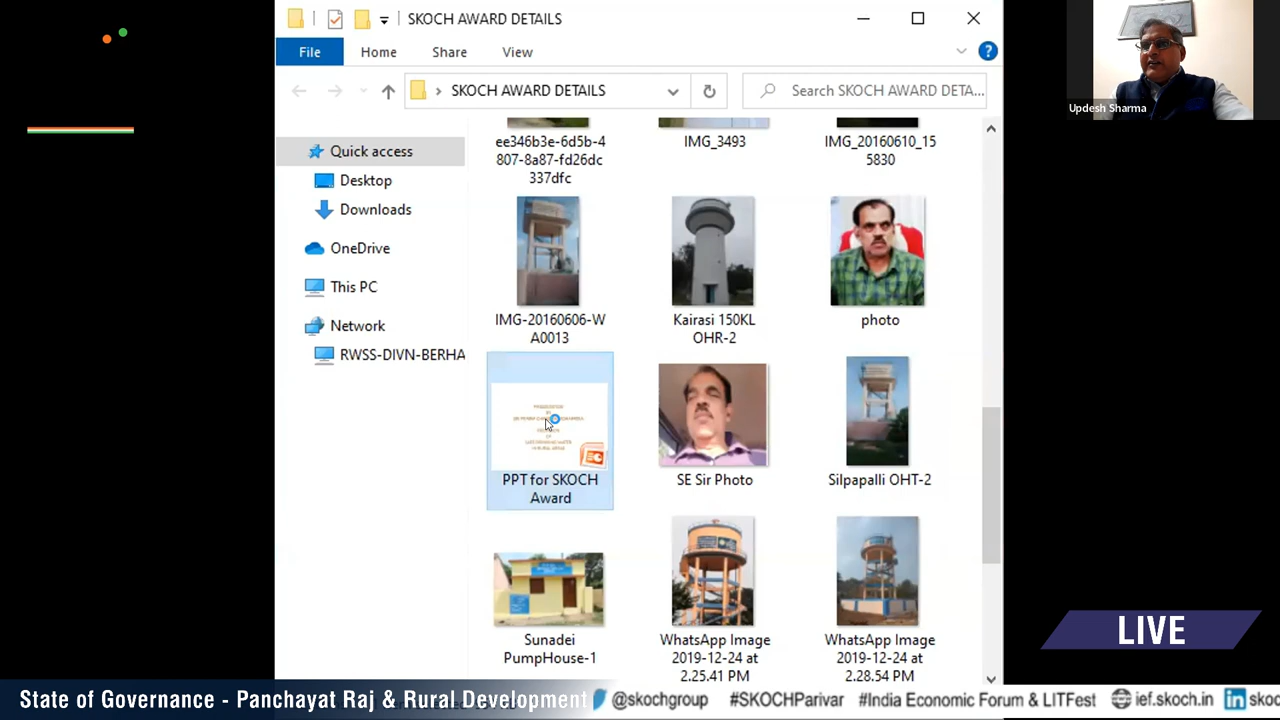 SKOCH AWARD DETAILS
File Home Share View
SKOCH AWARD DETAILS
Search SKOCH AWARD DETA...
Updesh Sharma
Quick access
Desktop
Downloads
OneDrive
This PC
Network
RWSS-DIVN-BERHA
ee346b3e-6d5b-4
807-8a87-fd26dc
337dfc
IMG_3493
IMG_20160610_15
5830
IMG-20160606-W
A0013
Kairasi 150KL
OHR-2
photo
PPT for SKOCH
Award
SE Sir Photo
Silpapalli OHT-2
Sunadei
PumpHouse-1
WhatsApp Image
2019-12-24 at
2.25.41 PM
WhatsApp Image
2019-12-24 at
2.28.54 PM
LIVE
State of Governance - Panchayat Raj & Rural Development
@skochgroup #SKOCHParivar #India Economic Forum & LITFest ief.skoch.in skoc